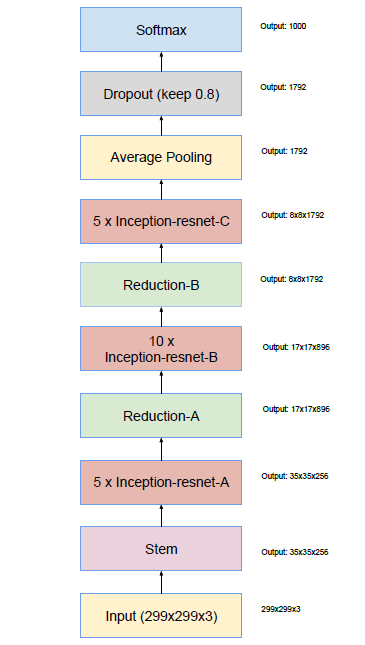 Softmax
Output: 1000
Dropout (keep 0.8)
Output: 1792
Average Pooling
Output: 1792
5 x Inception-resnet-C
Output: 8x8x1792
Reduction-B
Output: 8x8x1792
10 x
Inception-resnet-B
Output: 17x17x896
Reduction-A
Output: 17x17x896
5 x Inception-resnet-A
Output: 35x35x256
Stem
Output: 35x35x256
Input (299x299x3)
299x299x3